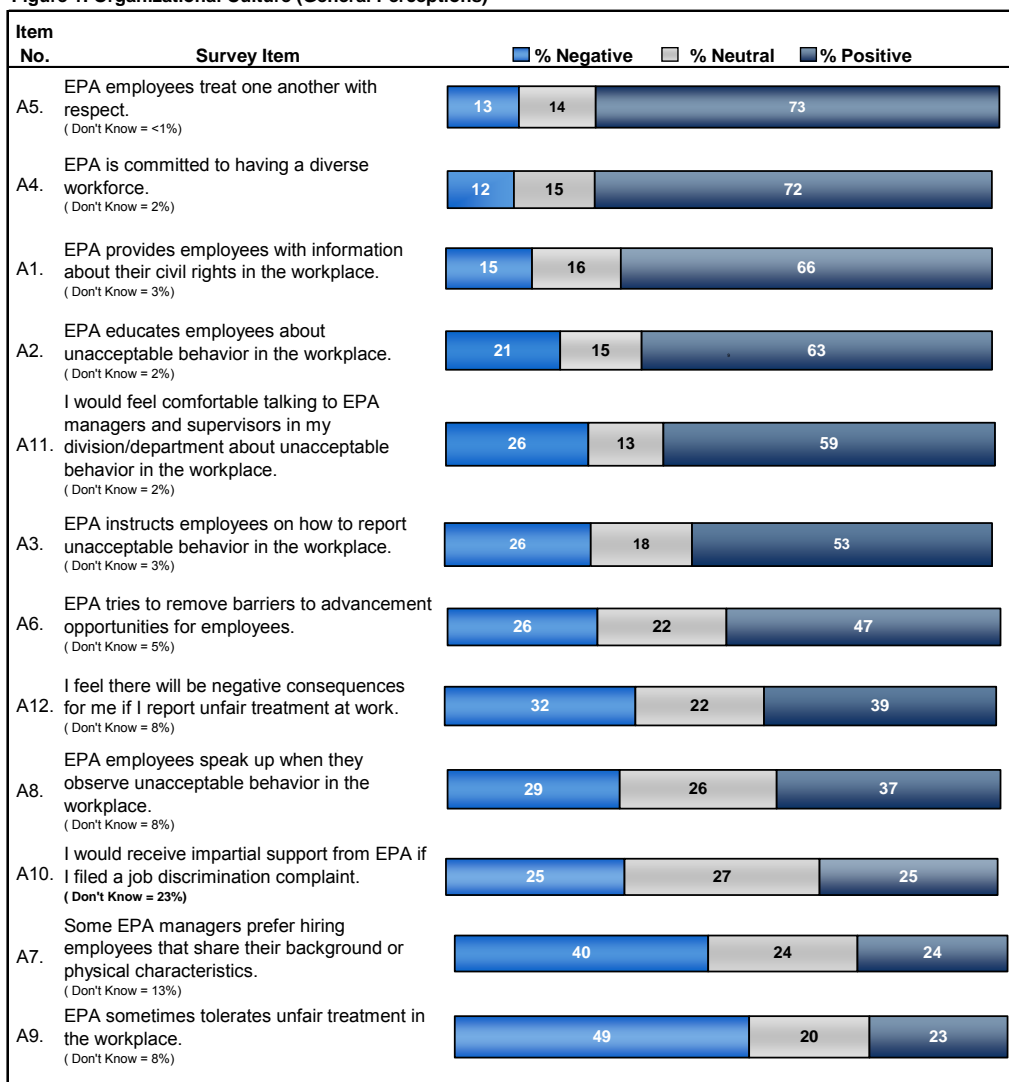 Figure 1. Organizational Culture (General Perceptions)
Item
No. Survey Item % Negative % Neutral % Positive
A5. EPA employees treat one another with
respect.
( Don't Know = <1%)
13 14 73
A4. EPA is committed to having a diverse
workforce.
( Don't Know = 2%)
12 15 72
A1. EPA provides employees with information
about their civil rights in the workplace.
( Don't Know = 3%)
15 16 66
A2. EPA educates employees about
unacceptable behavior in the workplace.
( Don't Know = 2%)
21 15 63
I would feel comfortable talking to EPA
managers and supervisors in my
A11. division/department about unacceptable
behavior in the workplace.
( Don't Know = 2%)
26 13 59
A3. EPA instructs employees on how to report
unacceptable behavior in the workplace.
( Don't Know = 3%)
26 18 53
A6. EPA tries to remove barriers to advancement
opportunities for employees.
( Don't Know = 5%)
26 22 47
I feel there will be negative consequences
A12. for me if I report unfair treatment at work.
( Don't Know = 8%)
32 22 39
EPA employees speak up when they
A8. observe unacceptable behavior in the
workplace.
( Don't Know = 8%)
29 26 37
I would receive impartial support from EPA if
A10. I filed a job discrimination complaint.
( Don't Know = 23%)
25 27 25
Some EPA managers prefer hiring
A7. employees that share their background or
physical characteristics.
( Don't Know = 13%)
40 24 24
EPA sometimes tolerates unfair treatment in
A9. the workplace.
( Don't Know = 8%)
49 20 23